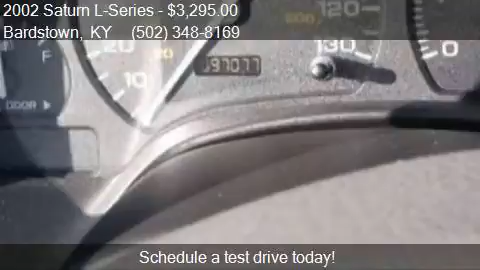 2002 Saturn L-Series - $3,295.00
Bardstown, KY (502) 348-8169
F
20
10
120
130
0
DOOR
Schedule a test drive today!